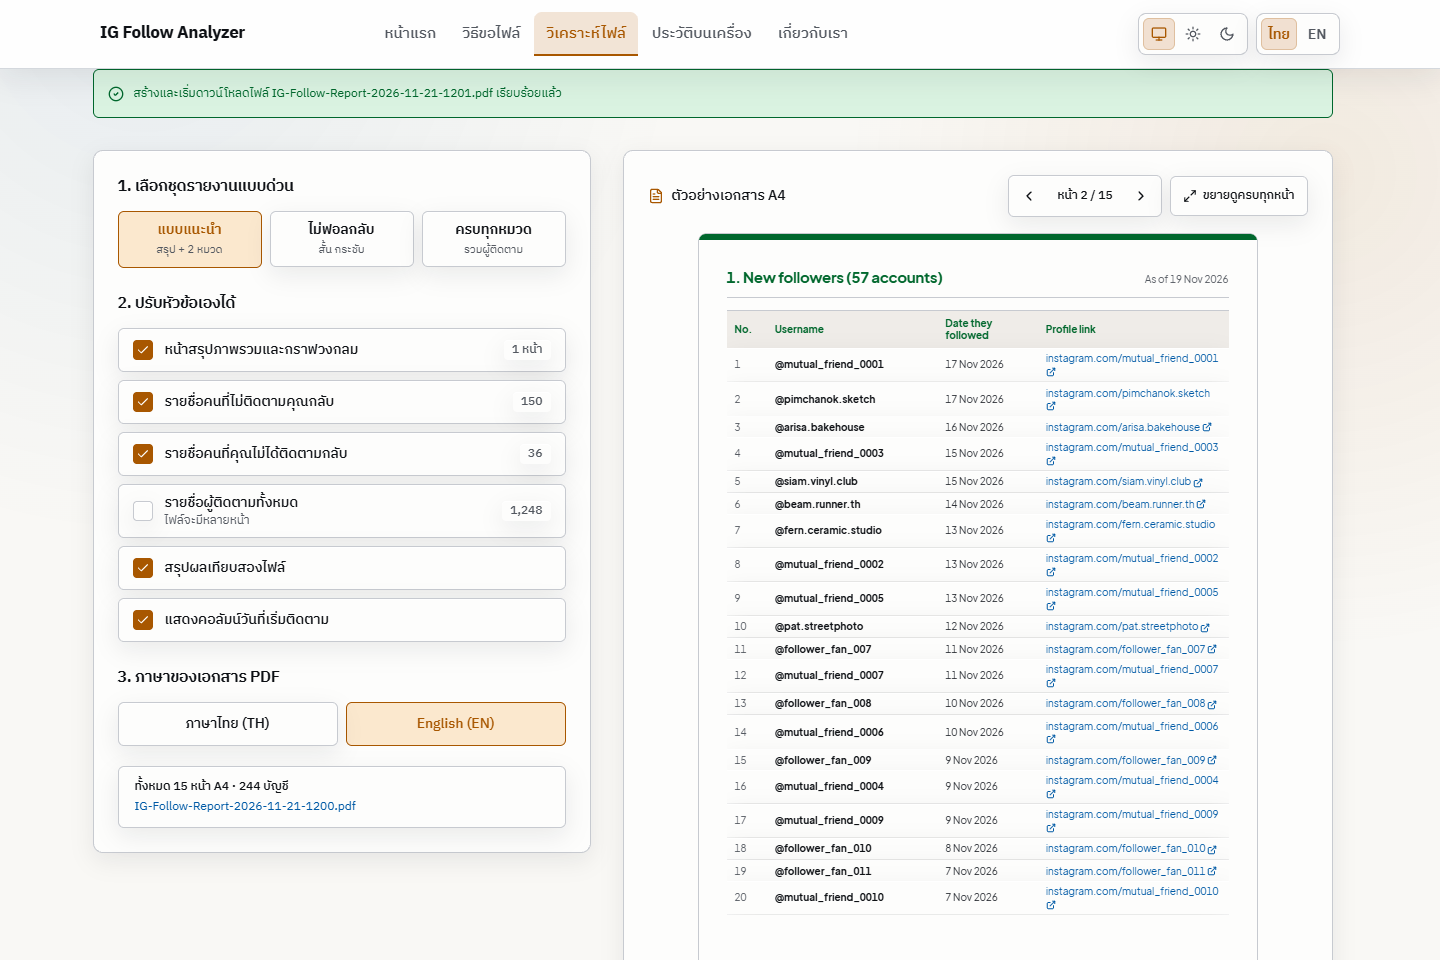 IG Follow Analyzer
หน้าแรก
วิธีขอไฟล์
วิเคราะห์ไฟล์
ประวัติบนเครื่อง
เกี่ยวกับเรา
ไทย
EN
สร้างและเริ่มดาวน์โหลดไฟล์ IG-Follow-Report-2026-11-21-1201.pdf เรียบร้อยแล้ว
1. เลือกชุดรายงานแบบด่วน
แบบแนะนำ
สรุป + 2 หมวด
ไม่ฟอลกลับ
สั้น กระชับ
ครบทุกหมวด
รวมผู้ติดตาม
2. ปรับหัวข้อเองได้
หน้าสรุปภาพรวมและกราฟวงกลม
1 หน้า
รายชื่อคนที่ไม่ติดตามคุณกลับ
150
รายชื่อคนที่คุณไม่ได้ติดตามกลับ
36
รายชื่อผู้ติดตามทั้งหมด
ไฟล์จะมีหลายหน้า
1,248
สรุปผลเทียบสองไฟล์
แสดงคอลัมน์วันที่เริ่มติดตาม
3. ภาษาของเอกสาร PDF
ภาษาไทย (TH)
English (EN)
ทั้งหมด 15 หน้า A4 · 244 บัญชี
IG-Follow-Report-2026-11-21-1200.pdf
ตัวอย่างเอกสาร A4
หน้า 2 / 15
ขยายดูครบทุกหน้า
1. New followers (57 accounts)
As of 19 Nov 2026
No. Username Date they followed Profile link
1 @mutual_friend_0001 17 Nov 2026 instagram.com/mutual_friend_0001
2 @pimchanok.sketch 17 Nov 2026 instagram.com/pimchanok.sketch
3 @arisa.bakehouse 16 Nov 2026 instagram.com/arisa.bakehouse
4 @mutual_friend_0003 15 Nov 2026 instagram.com/mutual_friend_0003
5 @siam.vinyl.club 15 Nov 2026 instagram.com/siam.vinyl.club
6 @beam.runner.th 14 Nov 2026 instagram.com/beam.runner.th
7 @fern.ceramic.studio 13 Nov 2026 instagram.com/fern.ceramic.studio
8 @mutual_friend_0002 13 Nov 2026 instagram.com/mutual_friend_0002
9 @mutual_friend_0005 13 Nov 2026 instagram.com/mutual_friend_0005
10 @pat.streetphoto 12 Nov 2026 instagram.com/pat.streetphoto
11 @follower_fan_007 11 Nov 2026 instagram.com/follower_fan_007
12 @mutual_friend_0007 11 Nov 2026 instagram.com/mutual_friend_0007
13 @follower_fan_008 10 Nov 2026 instagram.com/follower_fan_008
14 @mutual_friend_0006 10 Nov 2026 instagram.com/mutual_friend_0006
15 @follower_fan_009 9 Nov 2026 instagram.com/follower_fan_009
16 @mutual_friend_0004 9 Nov 2026 instagram.com/mutual_friend_0004
17 @mutual_friend_0009 9 Nov 2026 instagram.com/mutual_friend_0009
18 @follower_fan_010 8 Nov 2026 instagram.com/follower_fan_010
19 @follower_fan_011 7 Nov 2026 instagram.com/follower_fan_011
20 @mutual_friend_0010 7 Nov 2026 instagram.com/mutual_friend_0010